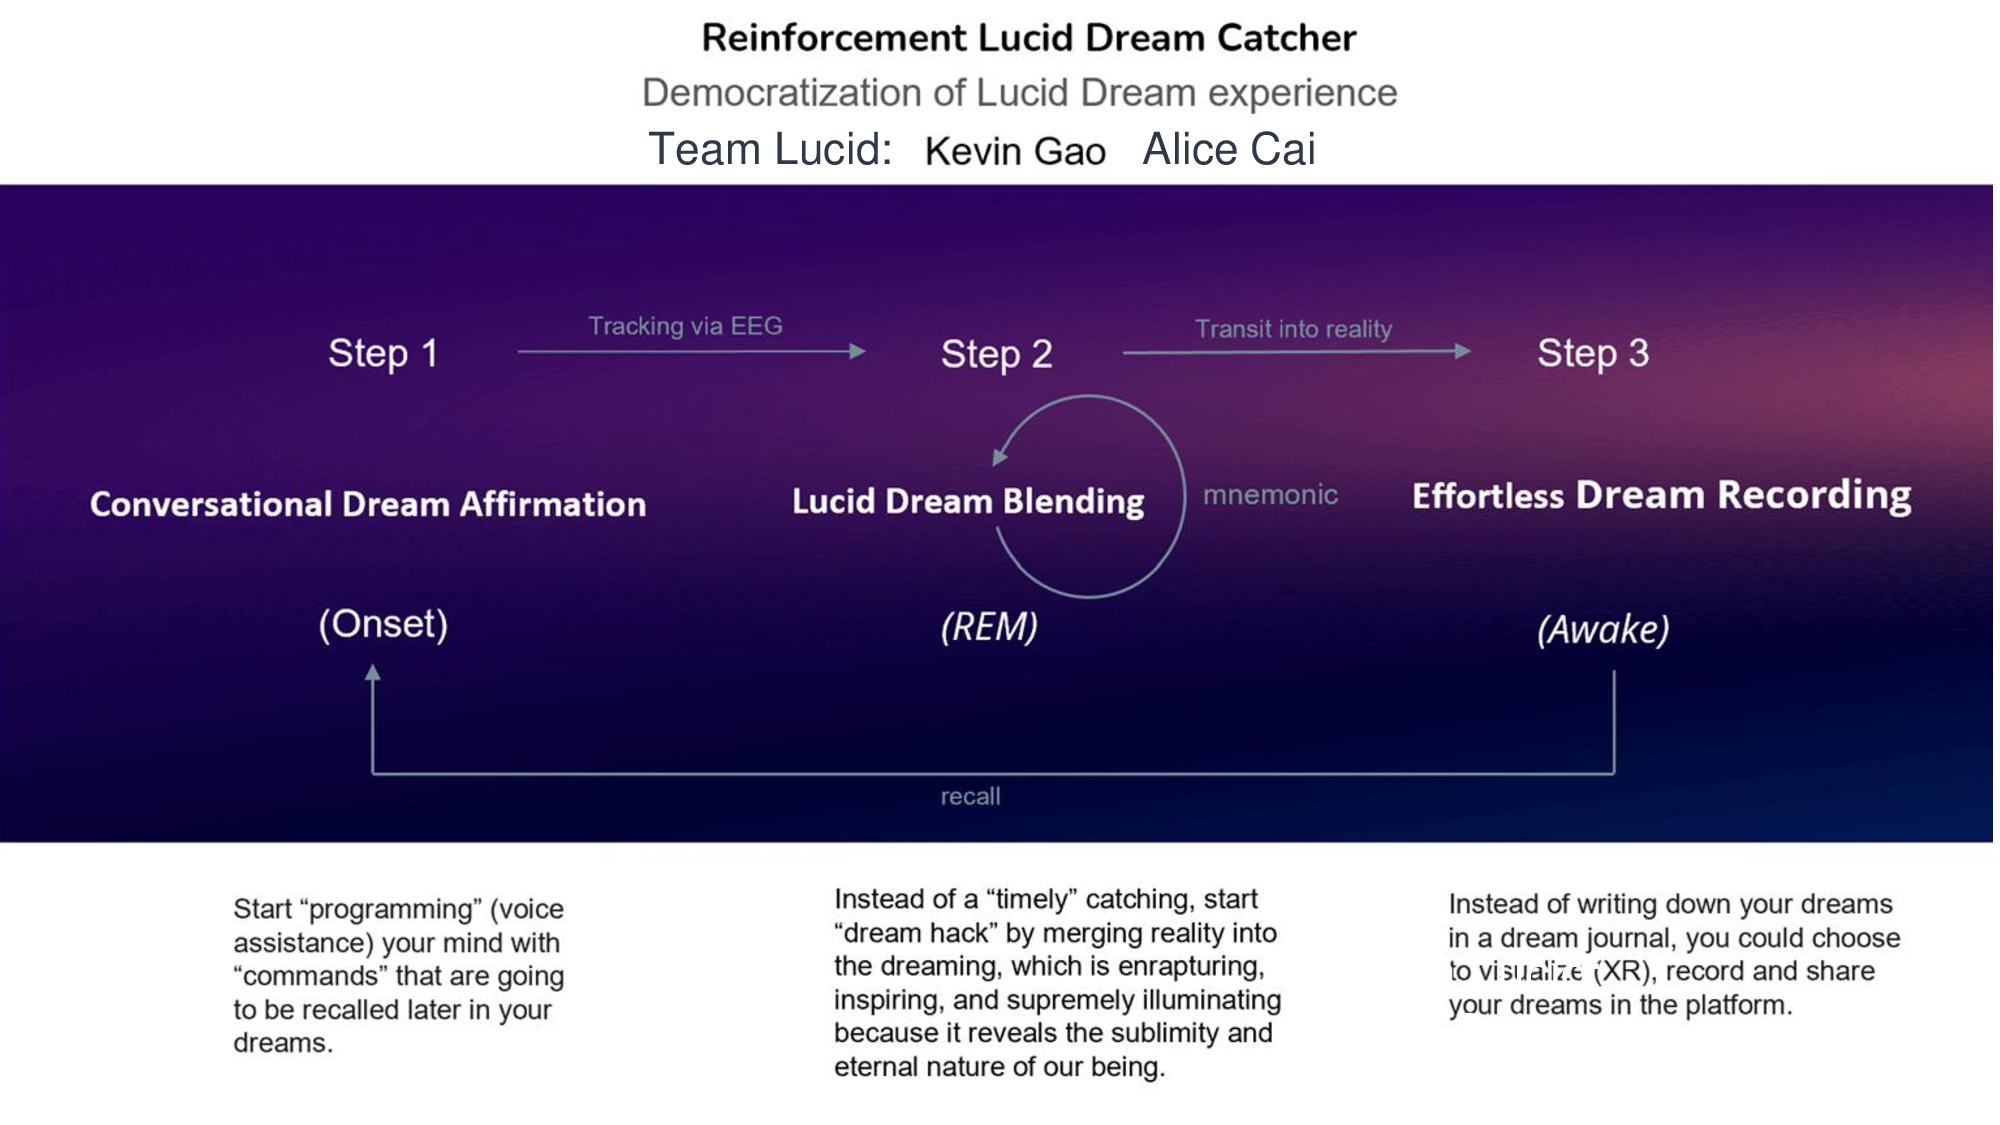 Reinforcement Lucid Dream Catcher
Democratization of Lucid Dream experience
Team Lucid: Kevin Gao Alice Cai
Step 1
Tracking via EEG
Step 2
Transit into reality
Step 3
Conversational Dream Affirmation
Lucid Dream Blending
mnemonic
Effortless Dream Recording
(Onset)
(REM)
(Awake)
recall
Start “programming” (voice
assistance) your mind with
“commands” that are going
to be recalled later in your
dreams.
Instead of a “timely” catching, start
“dream hack” by merging reality into
the dreaming, which is enrapturing,
inspiring, and supremely illuminating
because it reveals the sublimity and
eternal nature of our being.
Instead of writing down your dreams
in a dream journal, you could choose
to visualize (XR), record and share
your dreams in the platform.